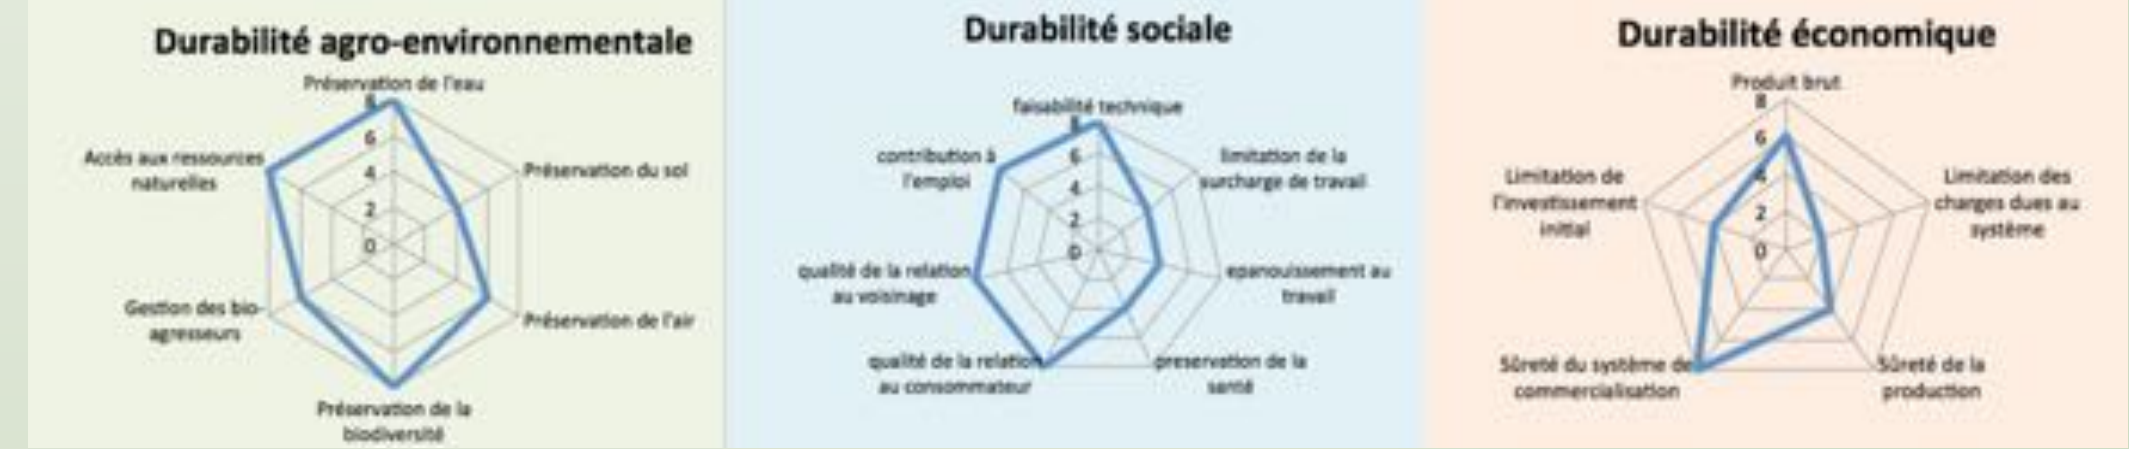 Durabilité agro-environnementale
Préservation de l'eau
8
6
4
2
0
Préservation du sol
Préservation de l'air
Préservation de la
biodiversité
Gestion des bio-
agresseurs
Accès aux ressources
naturelles
Durabilité sociale
faisabilité technique
8
6
4
2
0
limitation de la
surcharge de travail
epanouissement au
travail
preservation de la
santé
qualité de la relation
au consommateur
qualité de la relation
au voisinage
contribution à
l'emploi
Durabilité économique
Produit brut
8
6
4
2
0
Limitation des
charges dues au
système
Sûreté de la
production
Sûreté du système de
commercialisation
Limitation de
l'investissement
initial